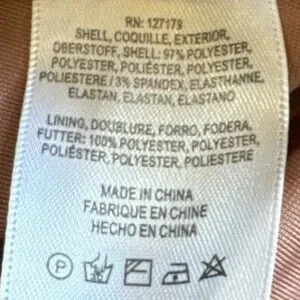 RN: 127179
SHELL, COQUILLE, EXTERIOR,
OBERSTOFF, SHELL: 97% POLYESTER,
POLYESTER, POLIÉSTER, POLYESTER,
POLIESTERE / 3% SPANDEX, ELASTHANNE,
ELASTAN, ELASTAN, ELASTANO
LINING, DOUBLURE, FORRO, FODERA,
FUTTER: 100% POLYESTER, POLYESTER,
POLIÉSTER, POLYESTER, POLIESTERE
MADE IN CHINA
FABRIQUE EN CHINE
HECHO EN CHINA
P